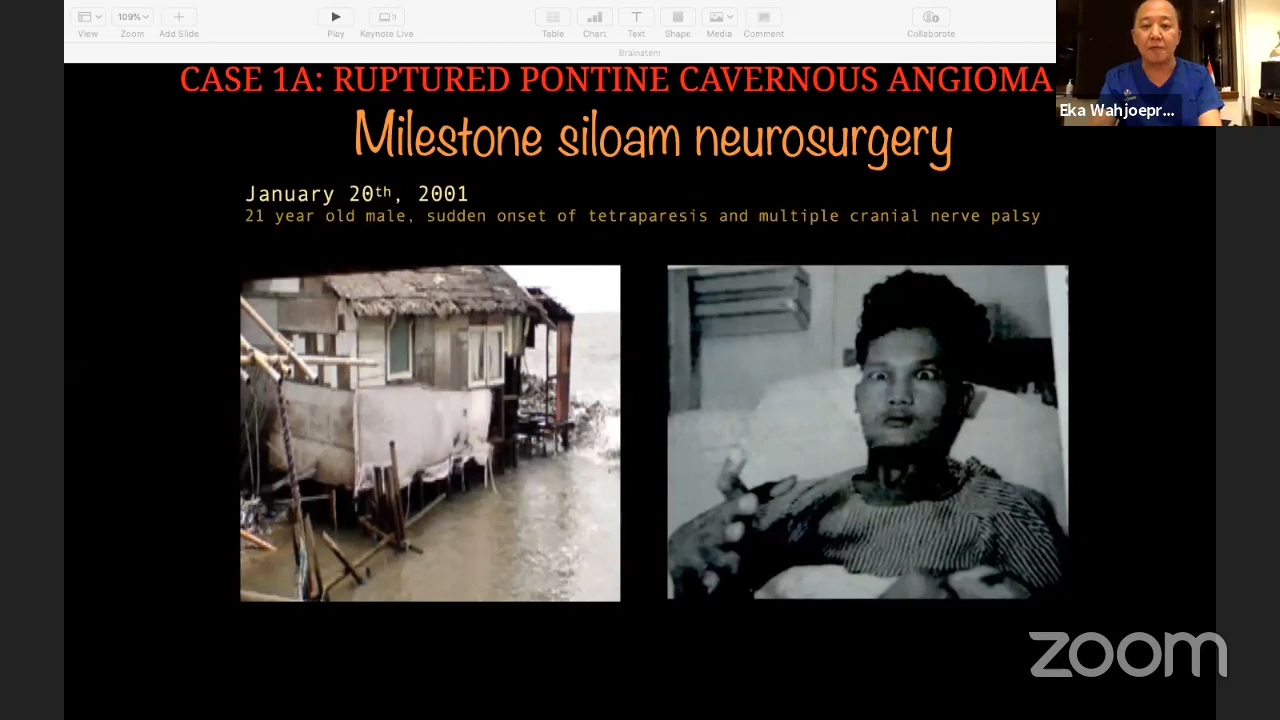 109%
View
Zoom
Add Slide
Play
Keynote Live
Table
Chart
Text
Shape
Media
Comment
Collaborate
Brainstem
CASE 1A: RUPTURED PONTINE CAVERNOUS ANGIOMA
Eka Wahjoepr...
Milestone siloam neurosurgery
January 20th, 2001
21 year old male, sudden onset of tetraparesis and multiple cranial nerve palsy
zoom